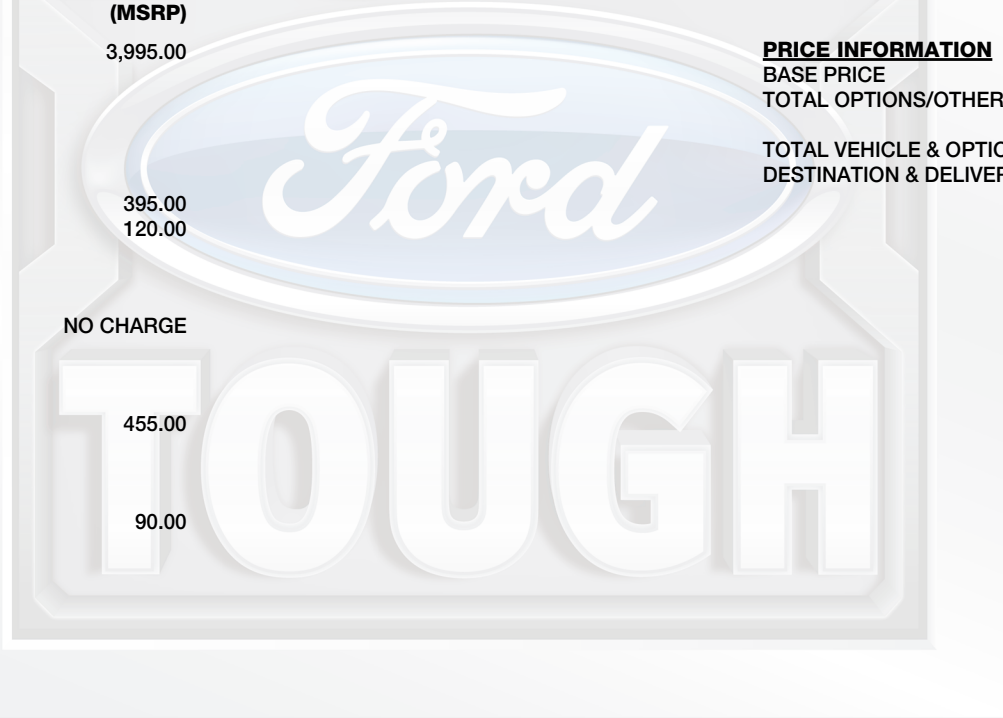 (MSRP)
3,995.00
395.00
120.00
NO CHARGE
455.00
90.00
PRICE INFORMATION
BASE PRICE
TOTAL OPTIONS/OTHER
TOTAL VEHICLE & OPTIO
DESTINATION & DELIVER
Ford
TOUGH